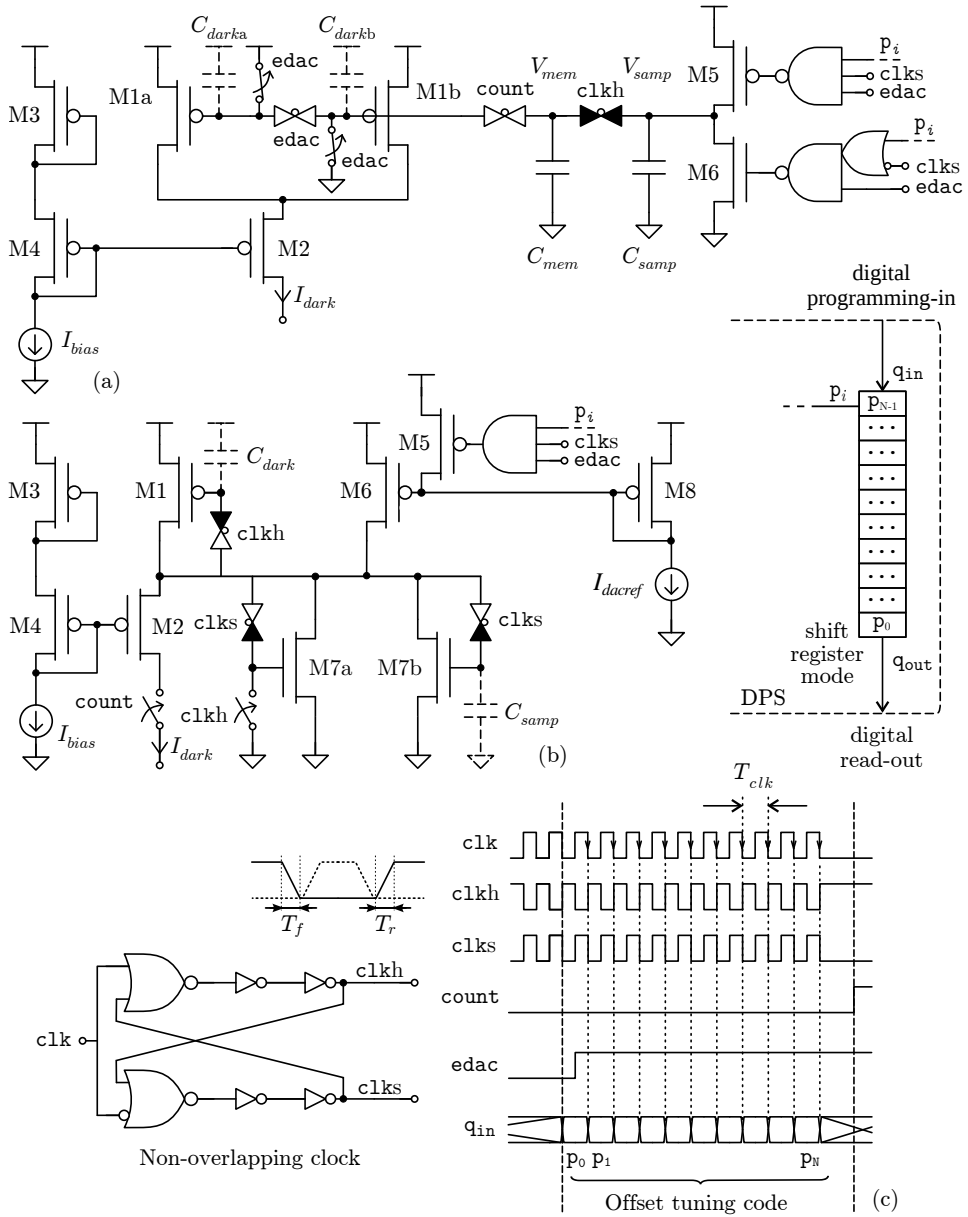 C_darka
C_darkb
edac
M3
M1a
M1b
edac
edac
count
V_mem
clkh
V_samp
M5
p_i
clks
edac
M6
p_i
clks
edac
C_mem
C_samp
M4
M2
I_dark
I_bias
(a)
digital
programming-in
q_in
p_i
p_N-1
...
...
...
...
...
...
...
...
p_0
shift
register
mode
q_out
DPS
digital
read-out
M3
M1
C_dark
clkh
M6
M5
p_i
clks
edac
M8
I_dacref
M4
M2
clks
M7a
M7b
clks
count
clkh
C_samp
I_bias
I_dark
(b)
T_clk
clk
clkh
clks
count
edac
q_in
p_0
p_1
p_N
Offset tuning code
(c)
T_f
T_r
clk
clkh
clks
Non-overlapping clock